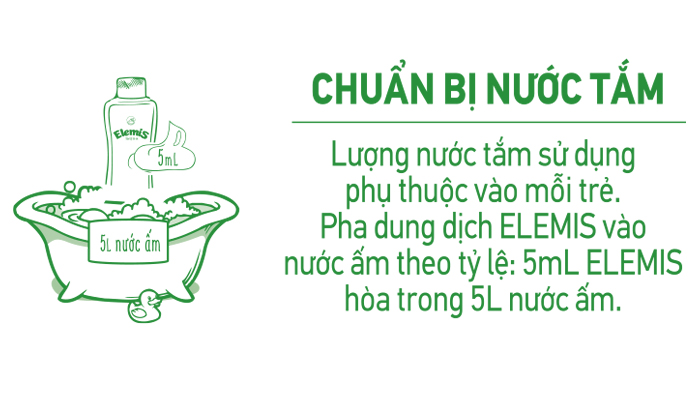 CHUẨN BỊ NƯỚC TẮM
Lượng nước tắm sử dụng
phụ thuộc vào mỗi trẻ.
Pha dung dịch ELEMIS vào
nước ấm theo tỷ lệ: 5mL ELEMIS
hòa trong 5L nước ấm.
Elemis
5mL
5L nước ấm